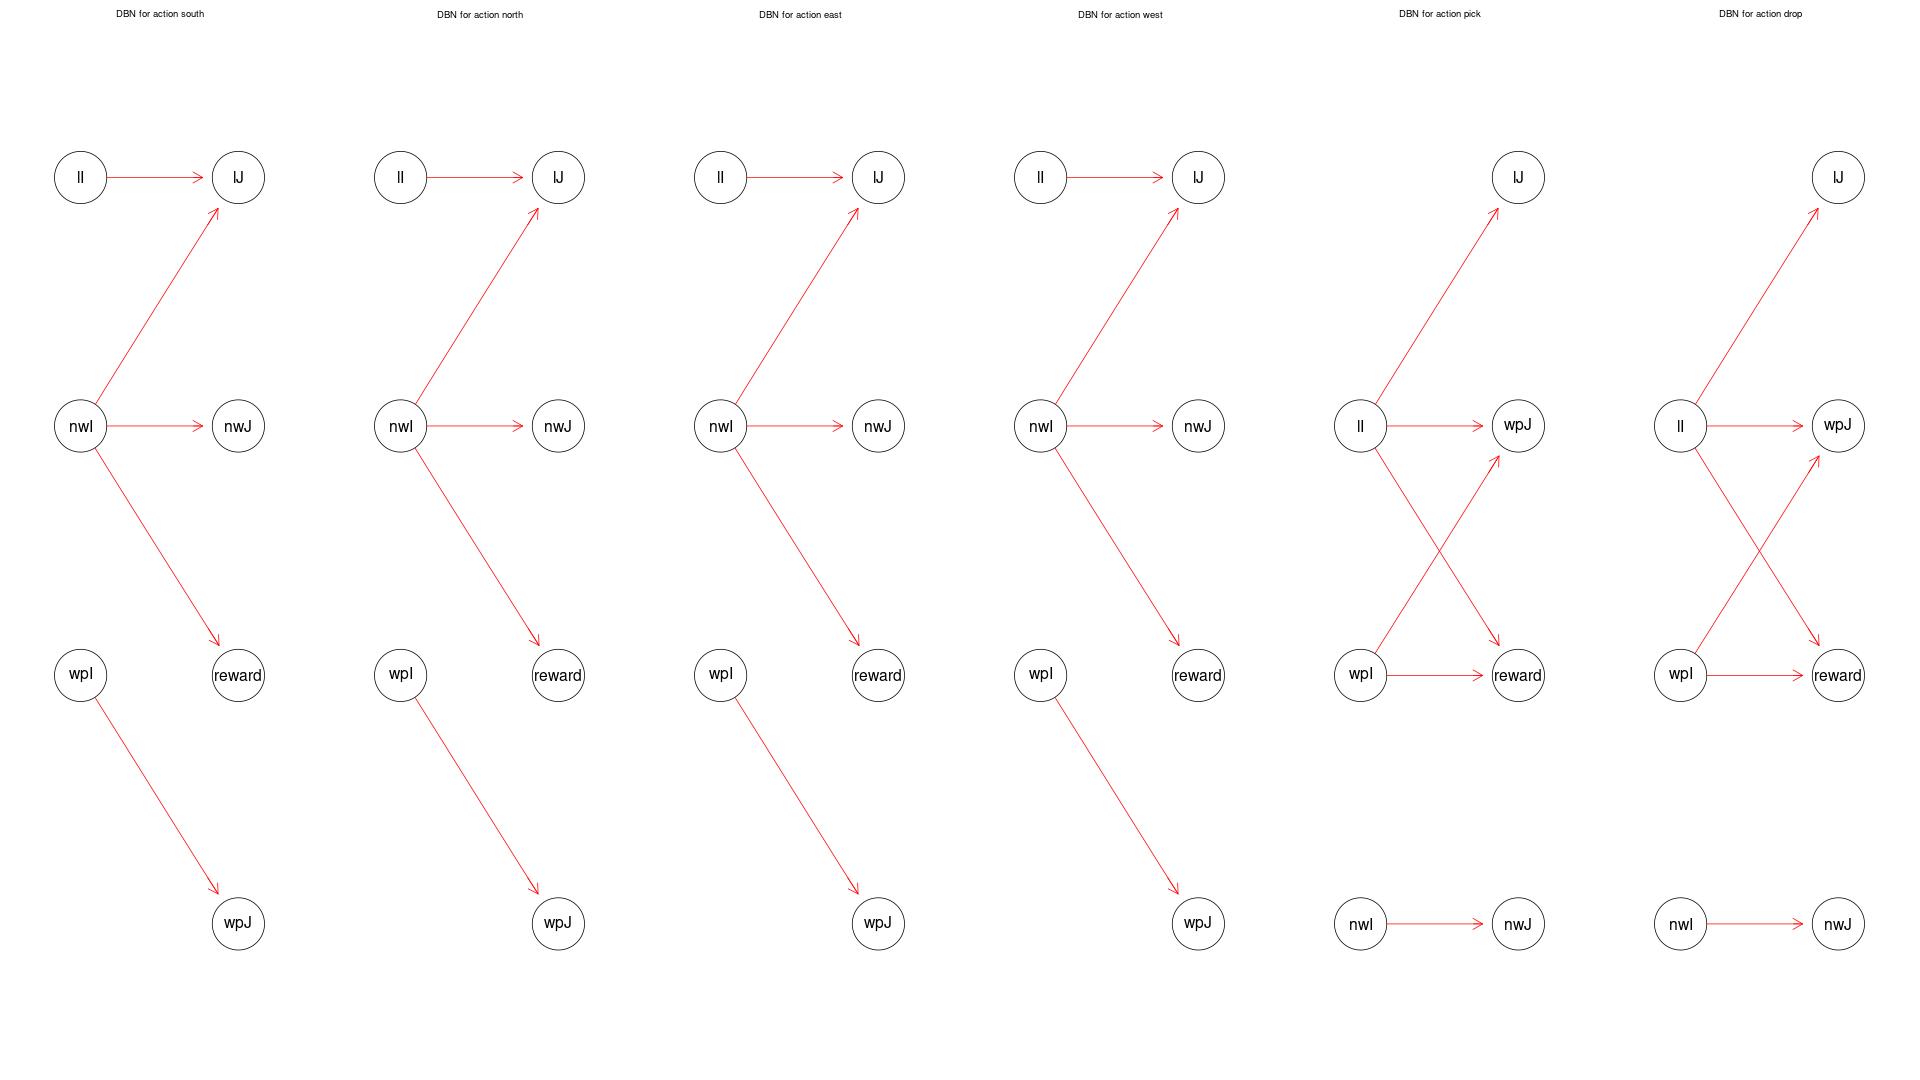 DBN for action south
lI
lJ
nwI
nwJ
wpI
reward
wpJ
DBN for action north
lI
lJ
nwI
nwJ
wpI
reward
wpJ
DBN for action east
lI
lJ
nwI
nwJ
wpI
reward
wpJ
DBN for action west
lI
lJ
nwI
nwJ
wpI
reward
wpJ
DBN for action pick
lJ
lI
wpJ
wpI
reward
nwI
nwJ
DBN for action drop
lJ
lI
wpJ
wpI
reward
nwI
nwJ